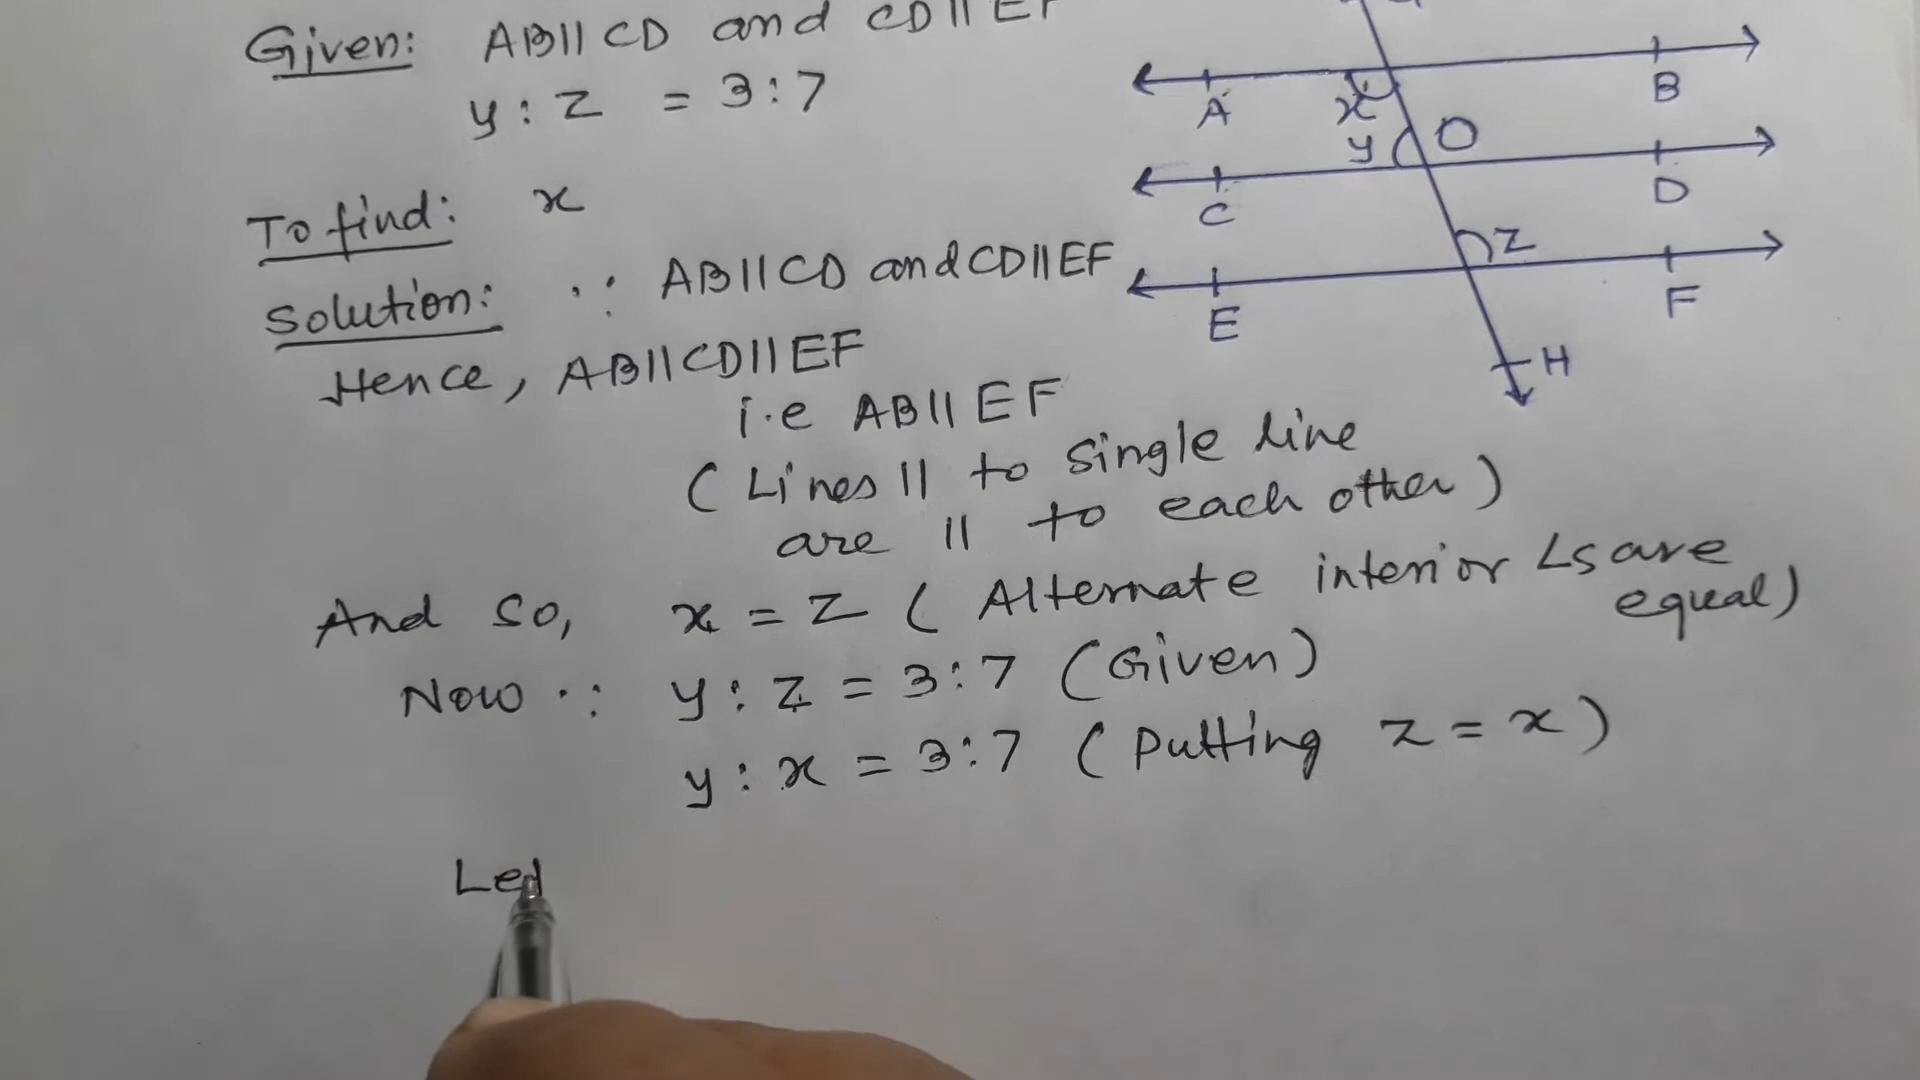 Given: AB||CD and CD||EF
y : z = 3:7
To find: x
Solution: ∵ AB||CD and CD||EF
Hence, AB||CD||EF
i.e AB||EF
(Lines || to single line
are || to each other)
And so, x = z (Alternate interior ∠s are
equal)
Now ∵ y : z = 3:7 (Given)
y : x = 3:7 (Putting z = x)
Let
A x B
y O
C D
z
E F
H